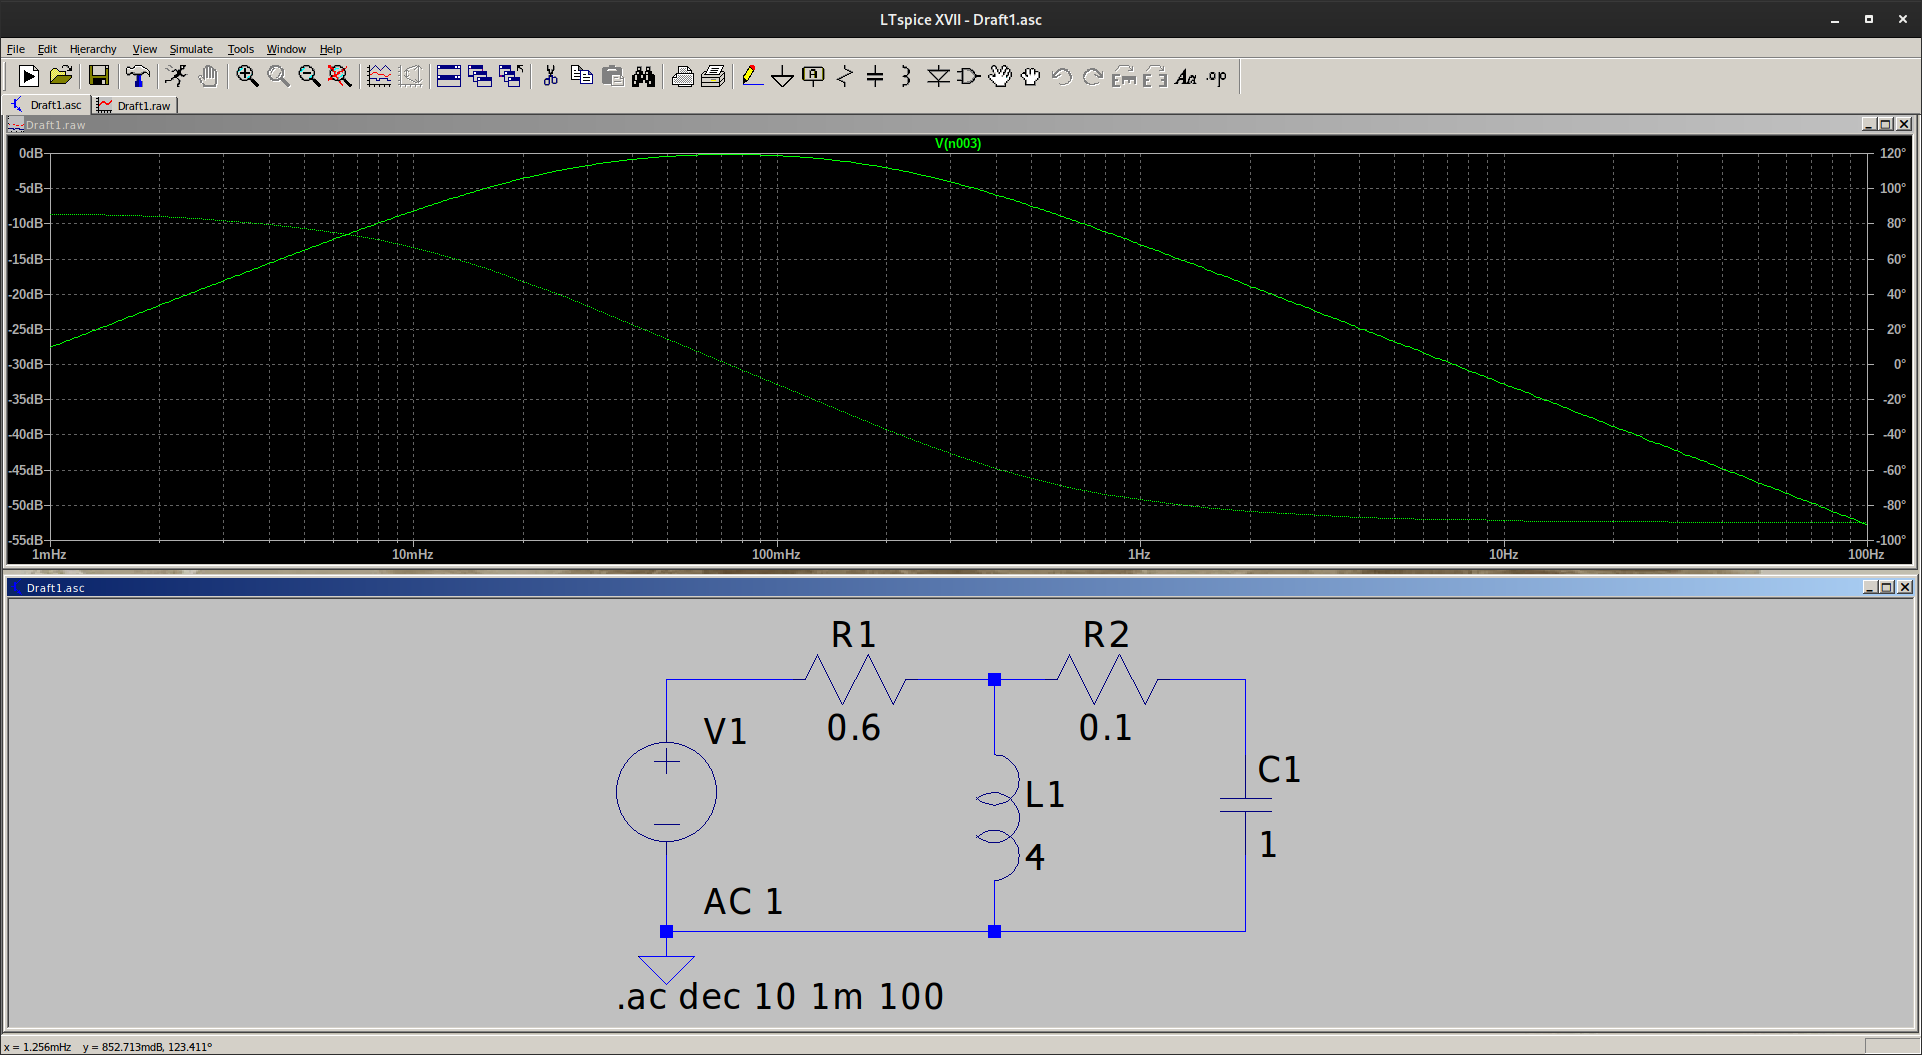 LTspice XVII - Draft1.asc
File Edit Hierarchy View Simulate Tools Window Help
A Aa .op
Draft1.asc Draft1.raw
Draft1.raw
V(n003)
0dB 120°
-5dB 100°
-10dB 80°
-15dB 60°
-20dB 40°
-25dB 20°
-30dB 0°
-35dB -20°
-40dB -40°
-45dB -60°
-50dB -80°
-55dB -100°
1mHz 10mHz 100mHz 1Hz 10Hz 100Hz
Draft1.asc
R1 R2
0.6 0.1
V1
C1
L1
1
4
AC 1
.ac dec 10 1m 100
x = 1.256mHz y = 852.713mdB, 123.411°